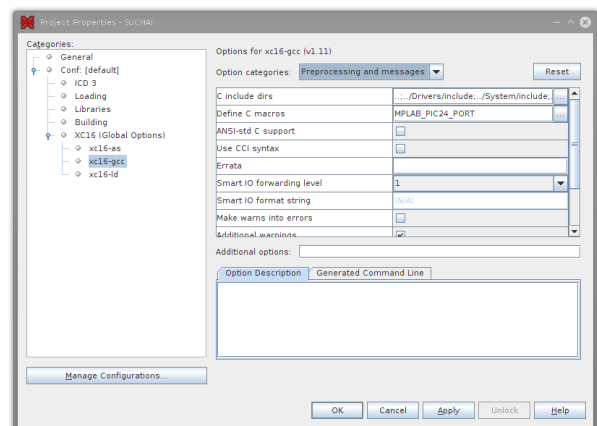 Project Properties - SUCHAI
Categories:
General
Conf: [default]
ICD 3
Loading
Libraries
Building
XC16 (Global Options)
xc16-as
xc16-gcc
xc16-ld
Manage Configurations...
Options for xc16-gcc (v1.11)
Option categories: Preprocessing and messages Reset
C include dirs ..;../Drivers/include;../System/include; ...
Define C macros MPLAB_PIC24_PORT ...
ANSI-std C support
Use CCI syntax
Errata
Smart IO forwarding level 1
Smart IO format string (N/A)
Make warns into errors
Additional warnings
Additional options:
Option Description Generated Command Line
OK Cancel Apply Unlock Help